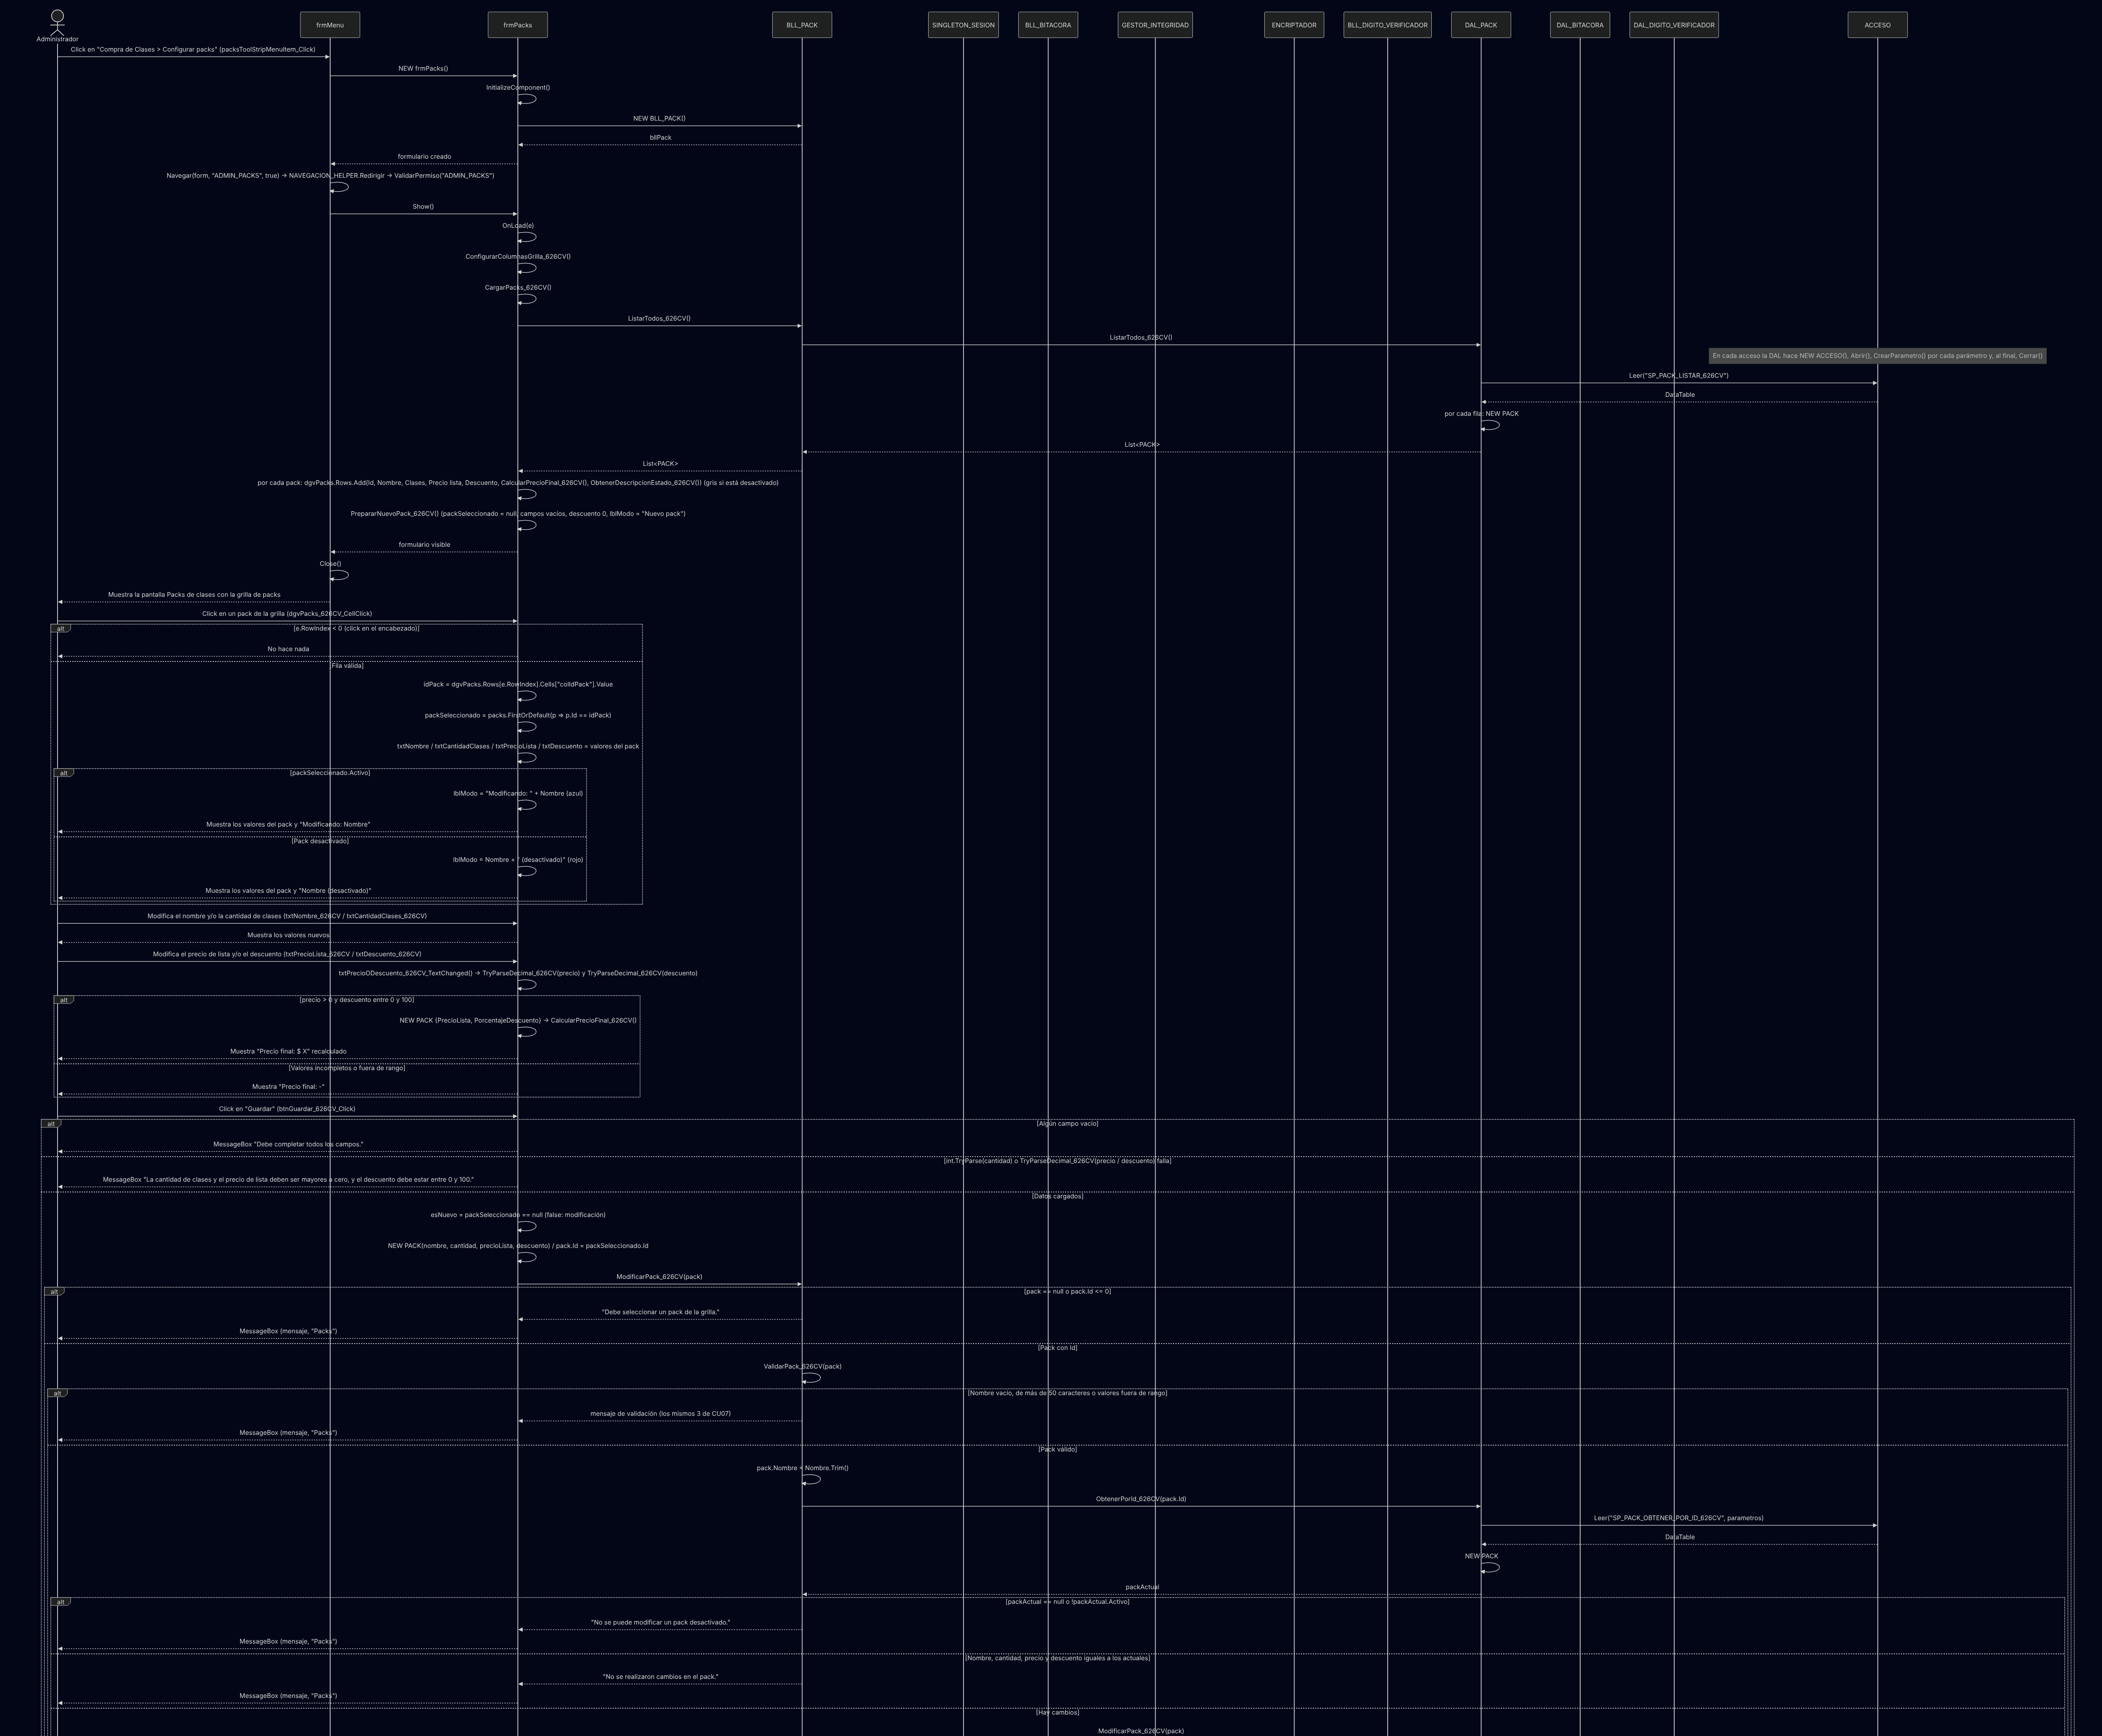 Administrador
frmMenu
frmPacks
BLL_PACK
SINGLETON_SESION
BLL_BITACORA
GESTOR_INTEGRIDAD
ENCRIPTADOR
BLL_DIGITO_VERIFICADOR
DAL_PACK
DAL_BITACORA
DAL_DIGITO_VERIFICADOR
ACCESO
Click en "Compra de Clases > Configurar packs" (packsToolStripMenuItem_Click)
NEW frmPacks()
InitializeComponent()
NEW BLL_PACK()
bllPack
formulario creado
Navegar(form, "ADMIN_PACKS", true) → NAVEGACION_HELPER.Redirigir → ValidarPermiso("ADMIN_PACKS")
Show()
OnLoad(e)
ConfigurarColumnasGrilla_626CV()
CargarPacks_626CV()
ListarTodos_626CV()
ListarTodos_626CV()
En cada acceso la DAL hace NEW ACCESO(), Abrir(), CrearParametro() por cada parámetro y, al final, Cerrar()
Leer("SP_PACK_LISTAR_626CV")
DataTable
por cada fila: NEW PACK
List<PACK>
List<PACK>
por cada pack: dgvPacks.Rows.Add(Id, Nombre, Clases, Precio lista, Descuento, CalcularPrecioFinal_626CV(), ObtenerDescripcionEstado_626CV()) (gris si está desactivado)
PrepararNuevoPack_626CV() (packSeleccionado = null, campos vacíos, descuento 0, lblModo = "Nuevo pack")
formulario visible
Close()
Muestra la pantalla Packs de clases con la grilla de packs
Click en un pack de la grilla (dgvPacks_626CV_CellClick)
alt
[e.RowIndex < 0 (click en el encabezado)]
No hace nada
[Fila válida]
idPack = dgvPacks.Rows[e.RowIndex].Cells["colIdPack"].Value
packSeleccionado = packs.FirstOrDefault(p => p.Id == idPack)
txtNombre / txtCantidadClases / txtPrecioLista / txtDescuento = valores del pack
alt
[packSeleccionado.Activo]
lblModo = "Modificando: " + Nombre (azul)
Muestra los valores del pack y "Modificando: Nombre"
[Pack desactivado]
lblModo = Nombre + " (desactivado)" (rojo)
Muestra los valores del pack y "Nombre (desactivado)"
Modifica el nombre y/o la cantidad de clases (txtNombre_626CV / txtCantidadClases_626CV)
Muestra los valores nuevos
Modifica el precio de lista y/o el descuento (txtPrecioLista_626CV / txtDescuento_626CV)
txtPrecioODescuento_626CV_TextChanged() → TryParseDecimal_626CV(precio) y TryParseDecimal_626CV(descuento)
alt
[precio > 0 y descuento entre 0 y 100]
NEW PACK {PrecioLista, PorcentajeDescuento} → CalcularPrecioFinal_626CV()
Muestra "Precio final: $ X" recalculado
[Valores incompletos o fuera de rango]
Muestra "Precio final: -"
Click en "Guardar" (btnGuardar_626CV_Click)
alt
[Algún campo vacío]
MessageBox "Debe completar todos los campos."
[int.TryParse(cantidad) o TryParseDecimal_626CV(precio / descuento) falla]
MessageBox "La cantidad de clases y el precio de lista deben ser mayores a cero, y el descuento debe estar entre 0 y 100."
[Datos cargados]
esNuevo = packSeleccionado == null (false: modificación)
NEW PACK(nombre, cantidad, precioLista, descuento) / pack.Id = packSeleccionado.Id
ModificarPack_626CV(pack)
alt
[pack == null o pack.Id <= 0]
"Debe seleccionar un pack de la grilla."
MessageBox (mensaje, "Packs")
[Pack con Id]
ValidarPack_626CV(pack)
alt
[Nombre vacío, de más de 50 caracteres o valores fuera de rango]
mensaje de validación (los mismos 3 de CU07)
MessageBox (mensaje, "Packs")
[Pack válido]
pack.Nombre = Nombre.Trim()
ObtenerPorId_626CV(pack.Id)
Leer("SP_PACK_OBTENER_POR_ID_626CV", parametros)
DataTable
NEW PACK
packActual
alt
[packActual == null o !packActual.Activo]
"No se puede modificar un pack desactivado."
MessageBox (mensaje, "Packs")
[Nombre, cantidad, precio y descuento iguales a los actuales]
"No se realizaron cambios en el pack."
MessageBox (mensaje, "Packs")
[Hay cambios]
ModificarPack_626CV(pack)